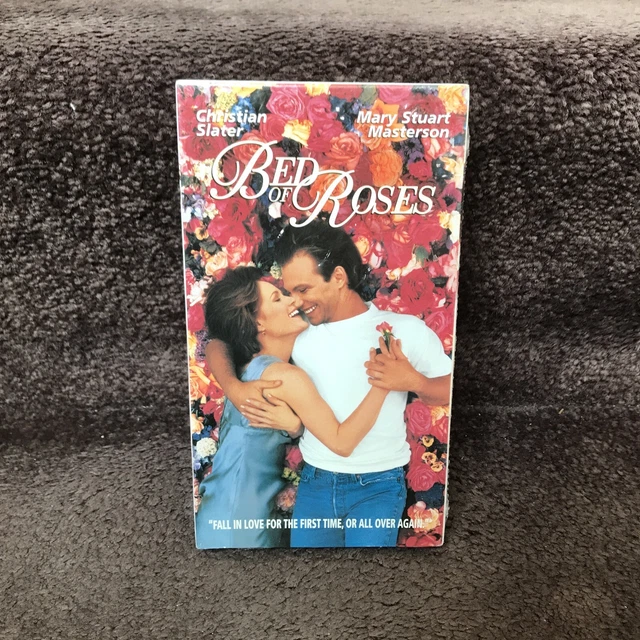 Christian Mary Stuart
Slater Masterson
BED OF ROSES
"FALL IN LOVE FOR THE FIRST TIME, OR ALL OVER AGAIN."